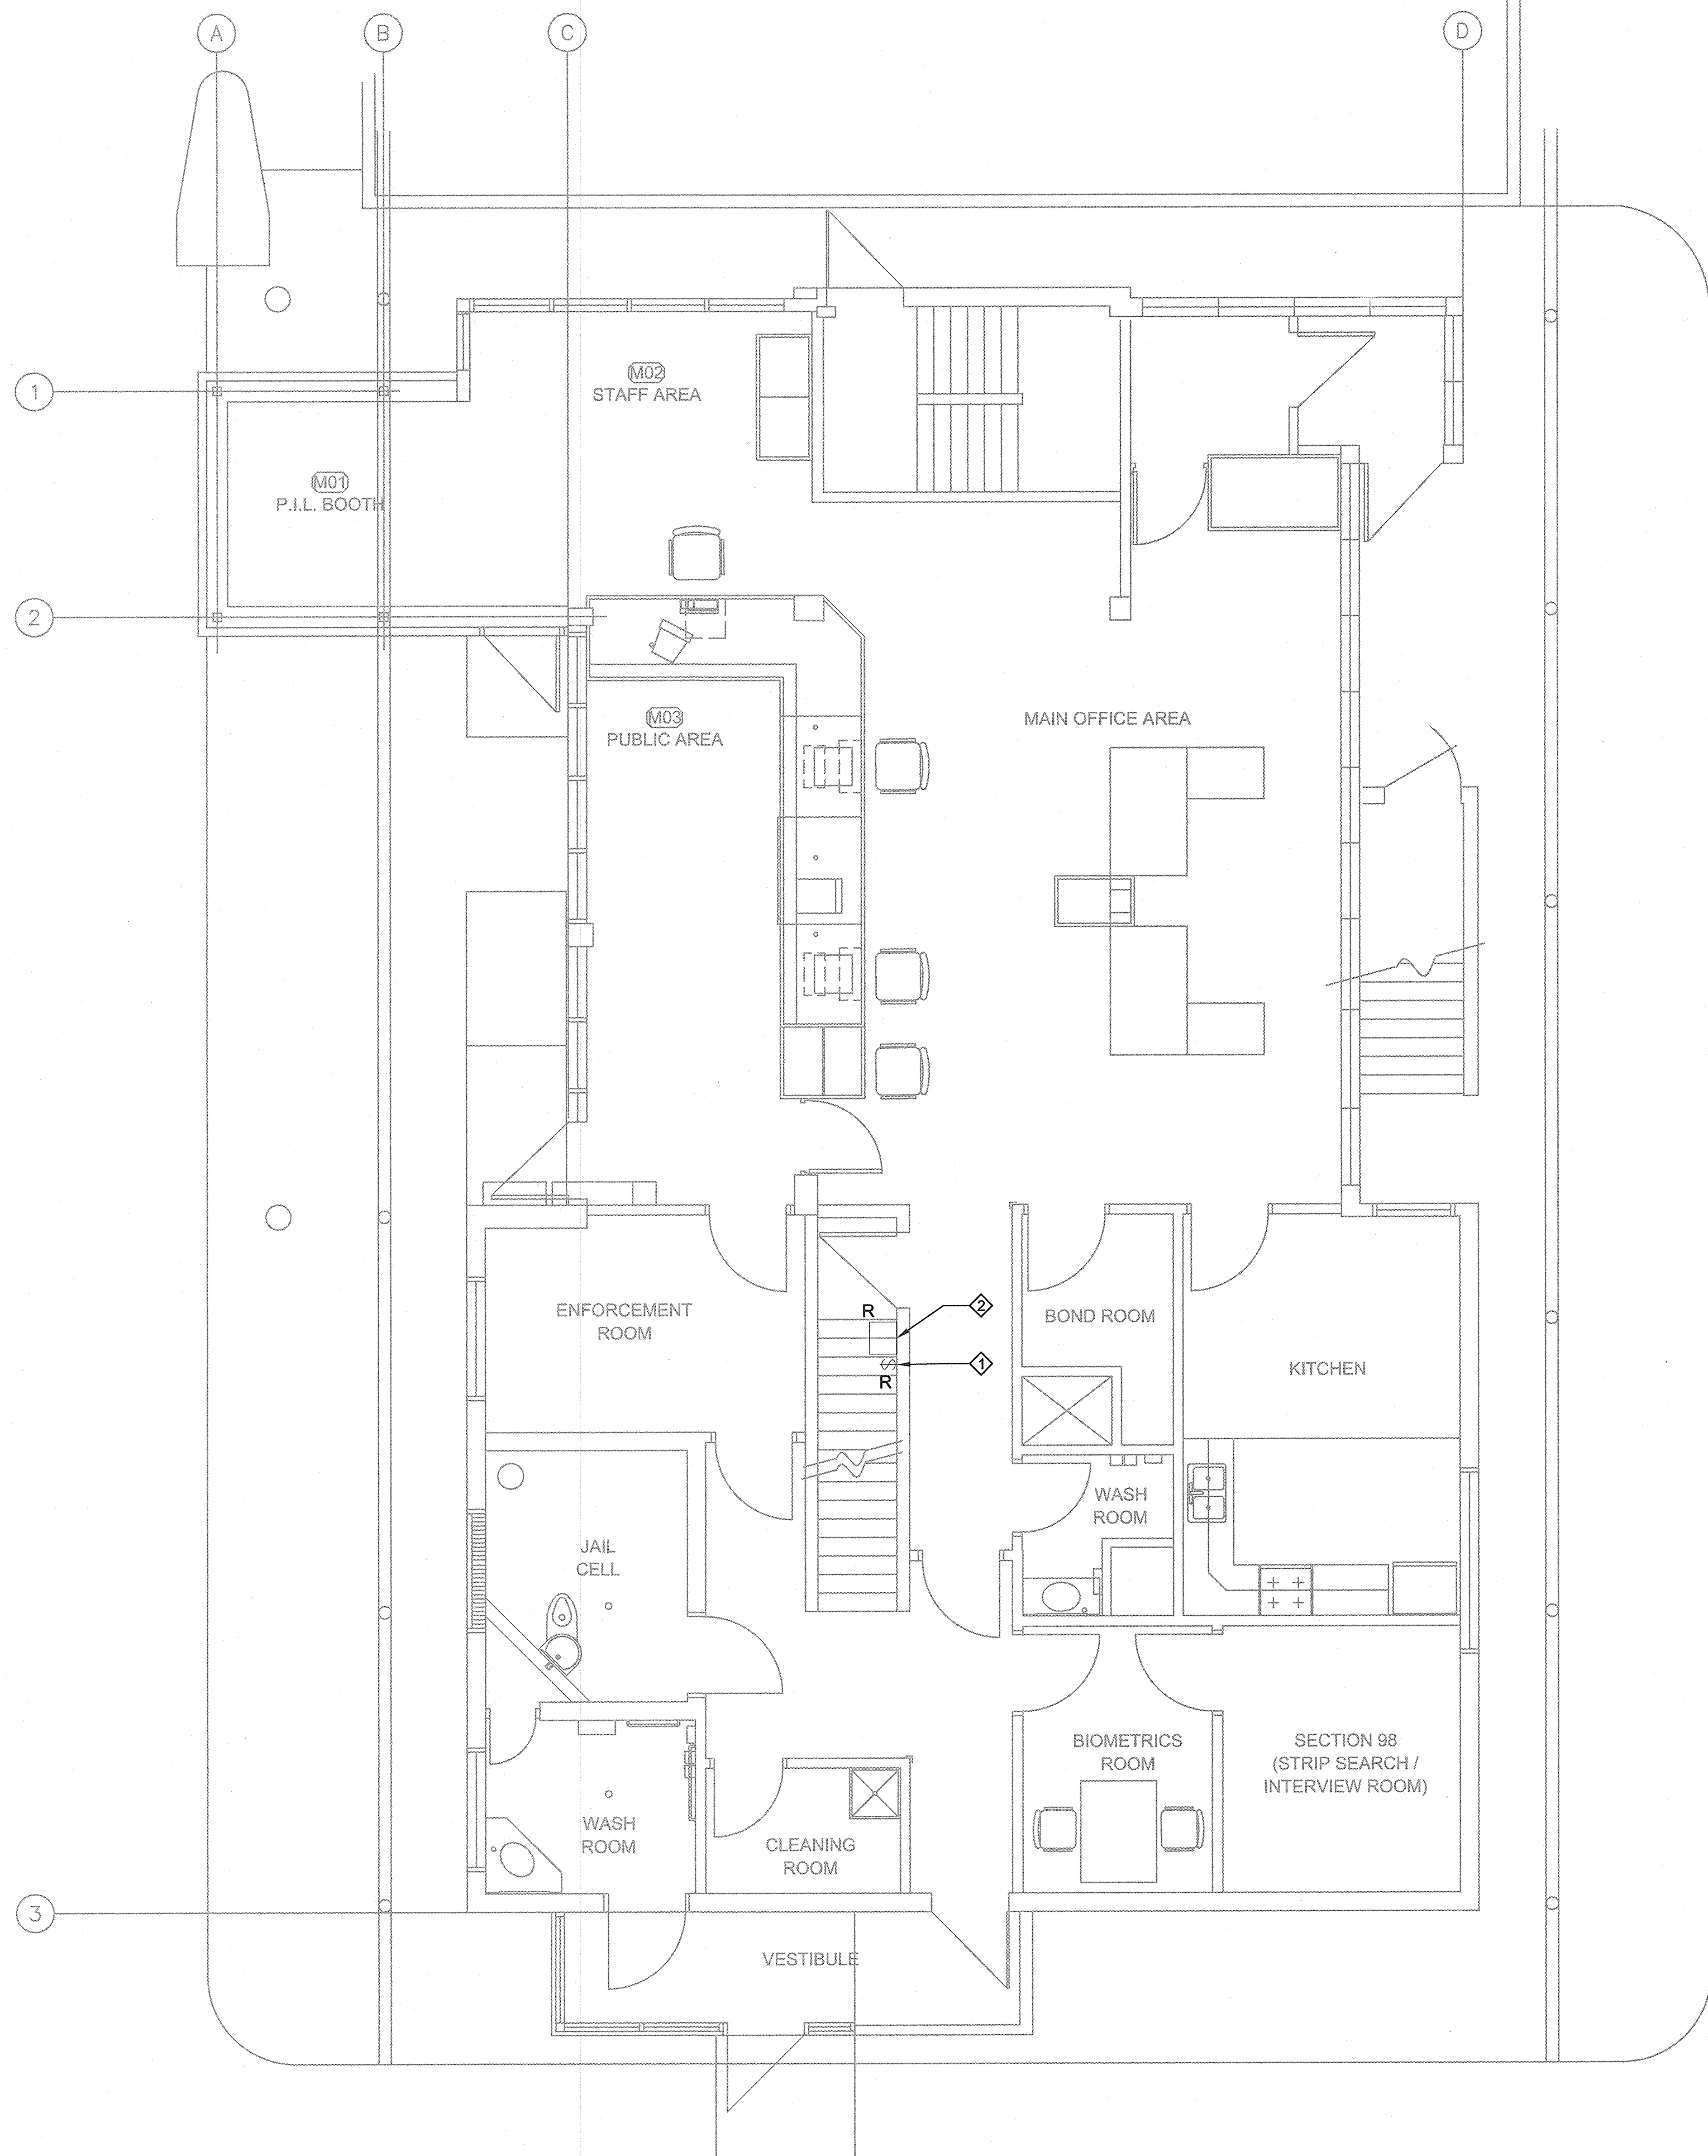 A B C D
1
M02
STAFF AREA
M01
P.I.L. BOOTH
2
M03
PUBLIC AREA
MAIN OFFICE AREA
ENFORCEMENT
ROOM
R
2
1
R
BOND ROOM
KITCHEN
WASH
ROOM
JAIL
CELL
BIOMETRICS
ROOM
SECTION 98
(STRIP SEARCH /
INTERVIEW ROOM)
WASH
ROOM
CLEANING
ROOM
3
VESTIBULE